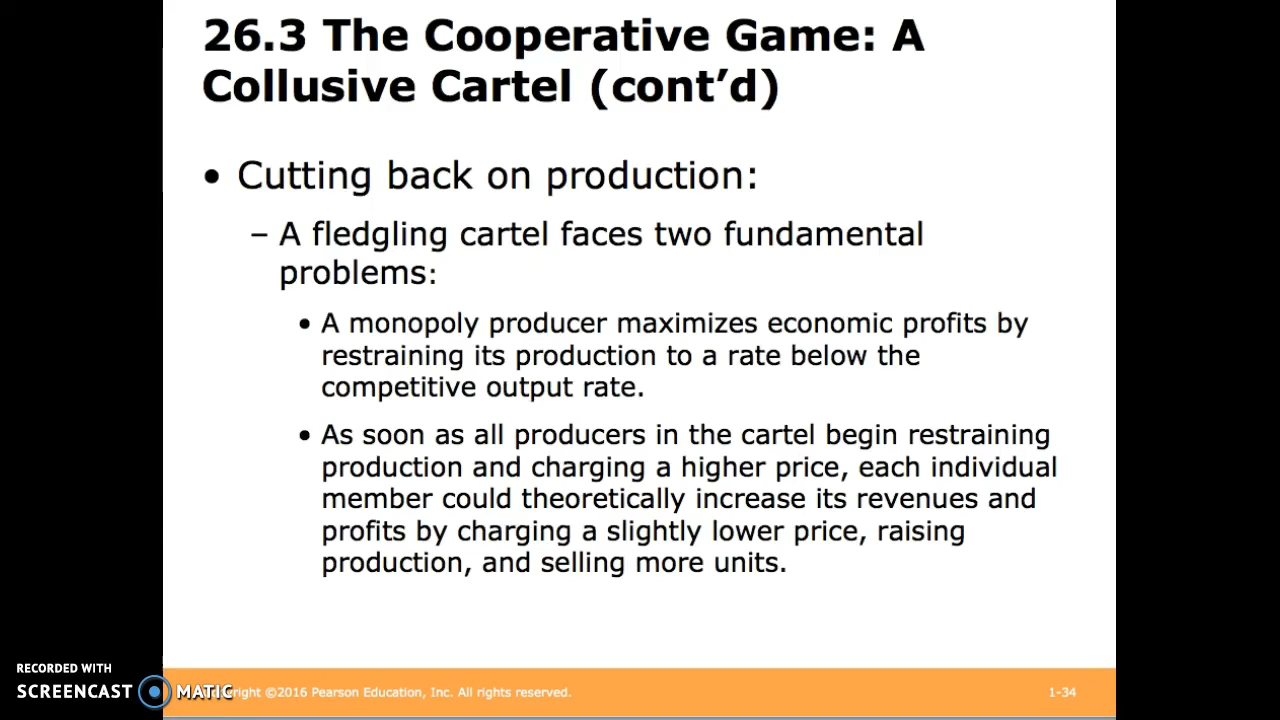 26.3 The Cooperative Game: A
Collusive Cartel (cont’d)
• Cutting back on production:
– A fledgling cartel faces two fundamental
problems:
• A monopoly producer maximizes economic profits by
restraining its production to a rate below the
competitive output rate.
• As soon as all producers in the cartel begin restraining
production and charging a higher price, each individual
member could theoretically increase its revenues and
profits by charging a slightly lower price, raising
production, and selling more units.
RECORDED WITH
SCREENCAST MATIC
©2016 Pearson Education, Inc. All rights reserved.
1-34